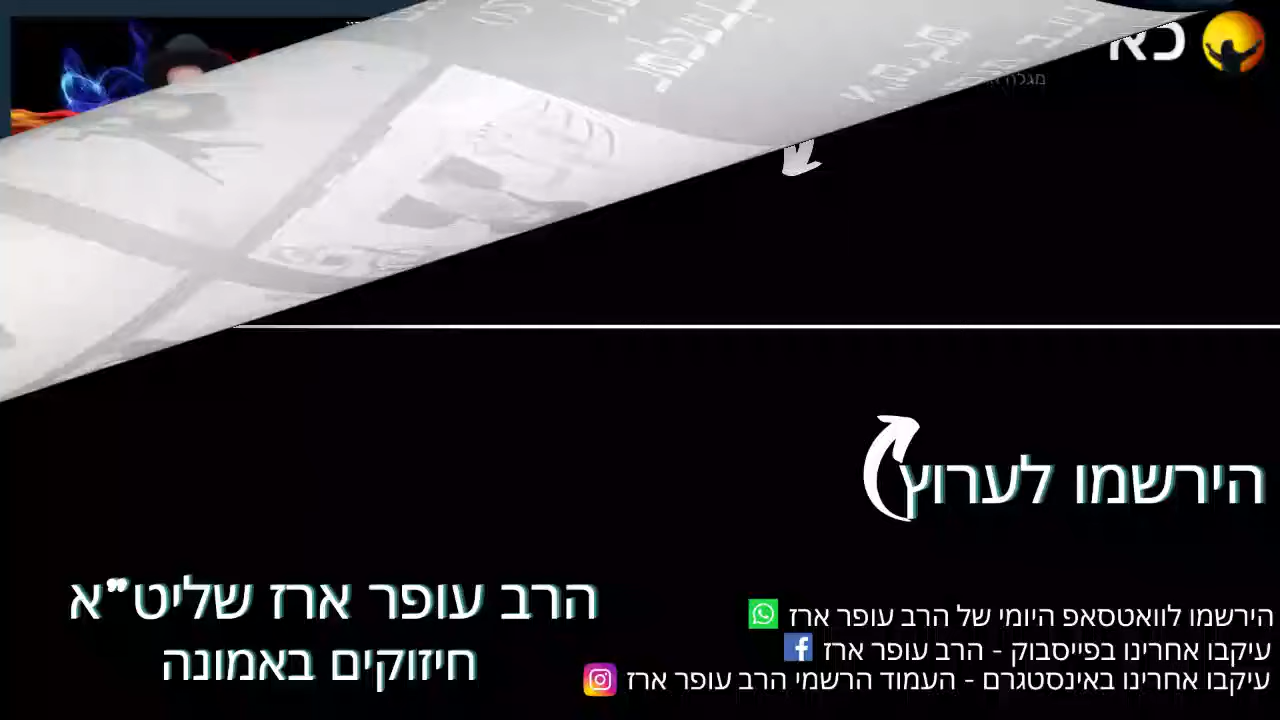 הירשמו לערוץ
הרב עופר ארז שליט"א
חיזוקים באמונה
הירשמו לוואטסאפ היומי של הרב עופר ארז
עיקבו אחרינו בפייסבוק - הרב עופר ארז
עיקבו אחרינו באינסטגרם - העמוד הרשמי הרב עופר ארז